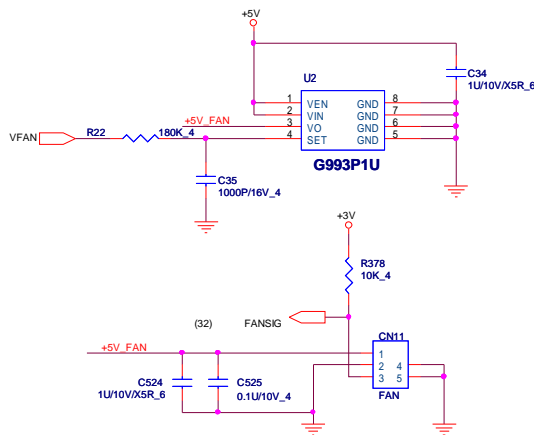 +5V
U2
C34
1U/10V/X5R_6
1 VEN GND 8
2 VIN GND 7
+5V_FAN 3 VO GND 6
VFAN R22 180K_4 4 SET GND 5
G993P1U
C35
1000P/16V_4
+3V
R378
10K_4
(32) FANSIG
CN11
+5V_FAN
1
2 4
3 5
FAN
C524
1U/10V/X5R_6
C525
0.1U/10V_4